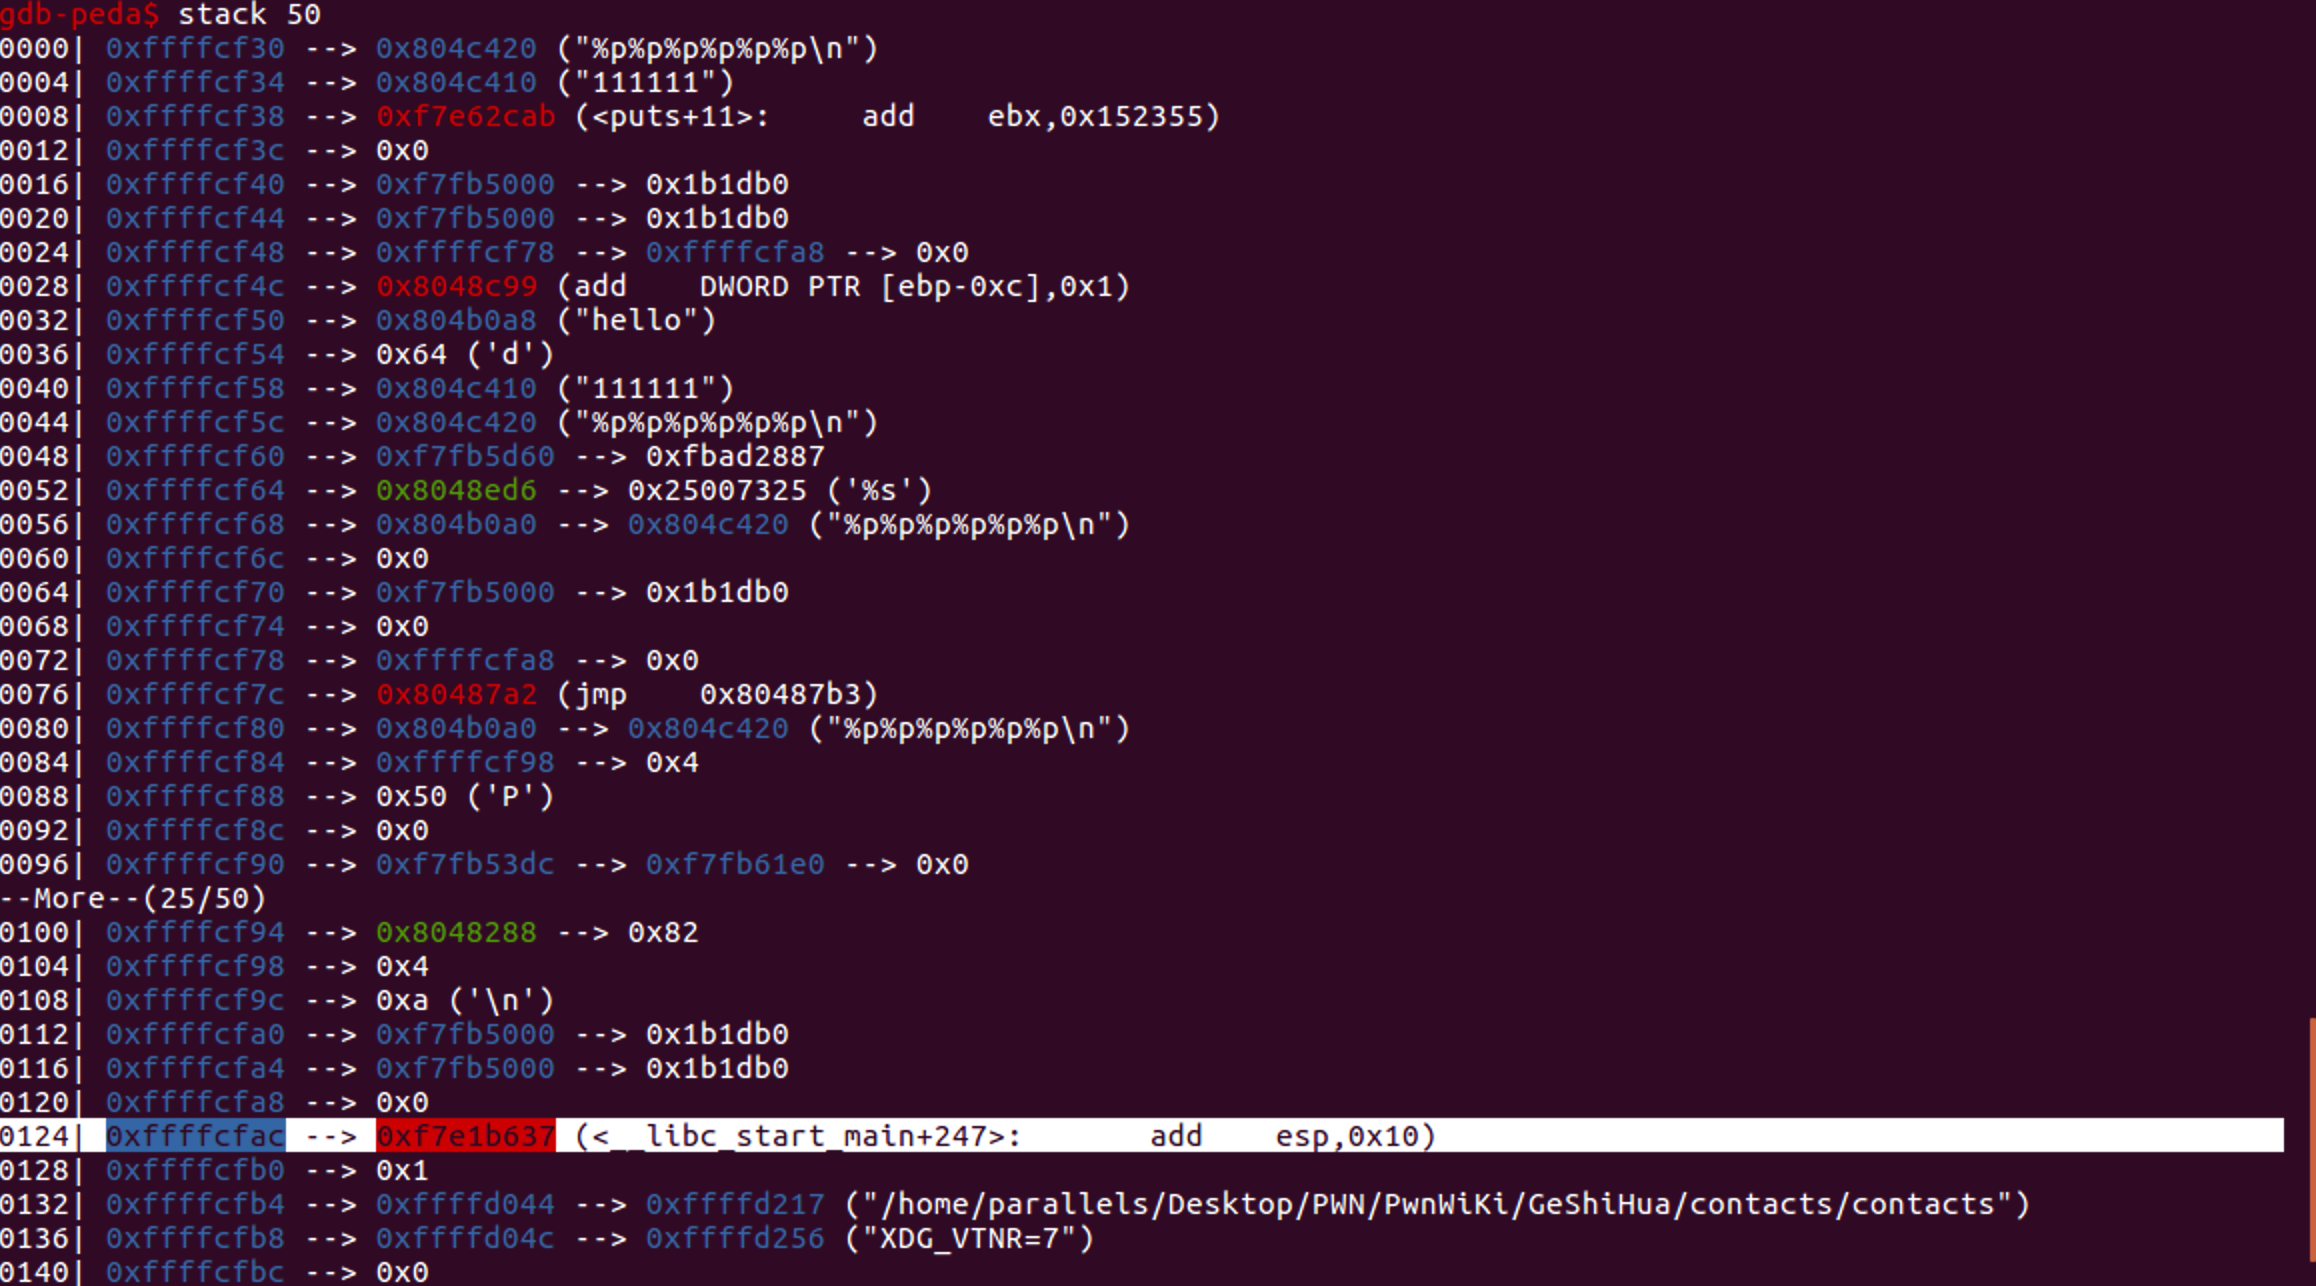 gdb-peda$ stack 50
0000| 0xffffcf30 --> 0x804c420 ("%p%p%p%p%p%p\n")
0004| 0xffffcf34 --> 0x804c410 ("111111")
0008| 0xffffcf38 --> 0xf7e62cab (<puts+11>:     add    ebx,0x152355)
0012| 0xffffcf3c --> 0x0
0016| 0xffffcf40 --> 0xf7fb5000 --> 0x1b1db0
0020| 0xffffcf44 --> 0xf7fb5000 --> 0x1b1db0
0024| 0xffffcf48 --> 0xffffcf78 --> 0xffffcfa8 --> 0x0
0028| 0xffffcf4c --> 0x8048c99 (add    DWORD PTR [ebp-0xc],0x1)
0032| 0xffffcf50 --> 0x804b0a8 ("hello")
0036| 0xffffcf54 --> 0x64 ('d')
0040| 0xffffcf58 --> 0x804c410 ("111111")
0044| 0xffffcf5c --> 0x804c420 ("%p%p%p%p%p%p\n")
0048| 0xffffcf60 --> 0xf7fb5d60 --> 0xfbad2887
0052| 0xffffcf64 --> 0x8048ed6 --> 0x25007325 ('%s')
0056| 0xffffcf68 --> 0x804b0a0 --> 0x804c420 ("%p%p%p%p%p%p\n")
0060| 0xffffcf6c --> 0x0
0064| 0xffffcf70 --> 0xf7fb5000 --> 0x1b1db0
0068| 0xffffcf74 --> 0x0
0072| 0xffffcf78 --> 0xffffcfa8 --> 0x0
0076| 0xffffcf7c --> 0x80487a2 (jmp    0x80487b3)
0080| 0xffffcf80 --> 0x804b0a0 --> 0x804c420 ("%p%p%p%p%p%p\n")
0084| 0xffffcf84 --> 0xffffcf98 --> 0x4
0088| 0xffffcf88 --> 0x50 ('P')
0092| 0xffffcf8c --> 0x0
0096| 0xffffcf90 --> 0xf7fb53dc --> 0xf7fb61e0 --> 0x0
--More--(25/50)
0100| 0xffffcf94 --> 0x8048288 --> 0x82
0104| 0xffffcf98 --> 0x4
0108| 0xffffcf9c --> 0xa ('\n')
0112| 0xffffcfa0 --> 0xf7fb5000 --> 0x1b1db0
0116| 0xffffcfa4 --> 0xf7fb5000 --> 0x1b1db0
0120| 0xffffcfa8 --> 0x0
0124| 0xffffcfac --> 0xf7e1b637 (<__libc_start_main+247>:       add    esp,0x10)
0128| 0xffffcfb0 --> 0x1
0132| 0xffffcfb4 --> 0xffffd044 --> 0xffffd217 ("/home/parallels/Desktop/PWN/PwnWiKi/GeShiHua/contacts/contacts")
0136| 0xffffcfb8 --> 0xffffd04c --> 0xffffd256 ("XDG_VTNR=7")
0140| 0xffffcfbc --> 0x0